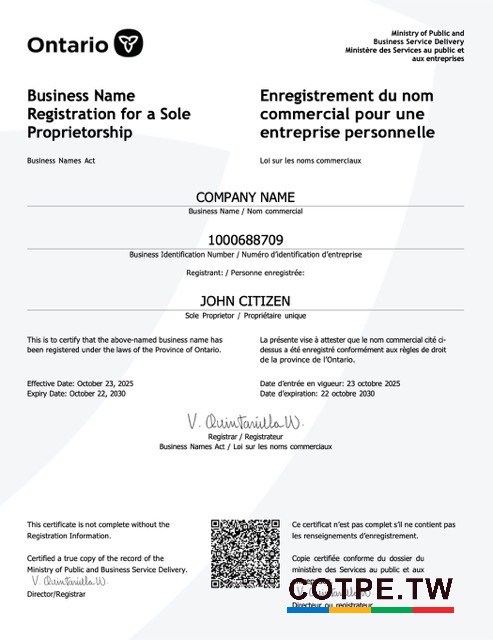 Ontario
Ministry of Public and
Business Service Delivery
Ministère des Services au public et
aux entreprises
Business Name
Registration for a Sole
Proprietorship
Enregistrement du nom
commercial pour une
entreprise personnelle
Business Names Act
Loi sur les noms commerciaux
COMPANY NAME
Business Name / Nom commercial
1000688709
Business Identification Number / Numéro d'identification d'entreprise
Registrant: / Personne enregistrée:
JOHN CITIZEN
Sole Proprietor / Propriétaire unique
This is to certify that the above-named business name has
been registered under the laws of the Province of Ontario.
La présente vise à attester que le nom commercial cité ci-
dessus a été enregistré conformément aux règles de droit
de la province de l'Ontario.
Effective Date: October 23, 2025
Expiry Date: October 22, 2030
Date d'entrée en vigueur: 23 octobre 2025
Date d'expiration: 22 octobre 2030
V. Quintanilla W.
Registrar / Registrateur
Business Names Act / Loi sur les noms commerciaux
This certificate is not complete without the
Registration Information.
Certified a true copy of the record of the
Ministry of Public and Business Service Delivery.
V. Quintanilla W.
Director/Registrar
Ce certificat n'est pas complet s'il ne contient pas
les renseignements d'enregistrement.
Copie certifiée conforme du dossier du
ministère des Services au public et aux
COTPE.TW
Directeur ou registrateur